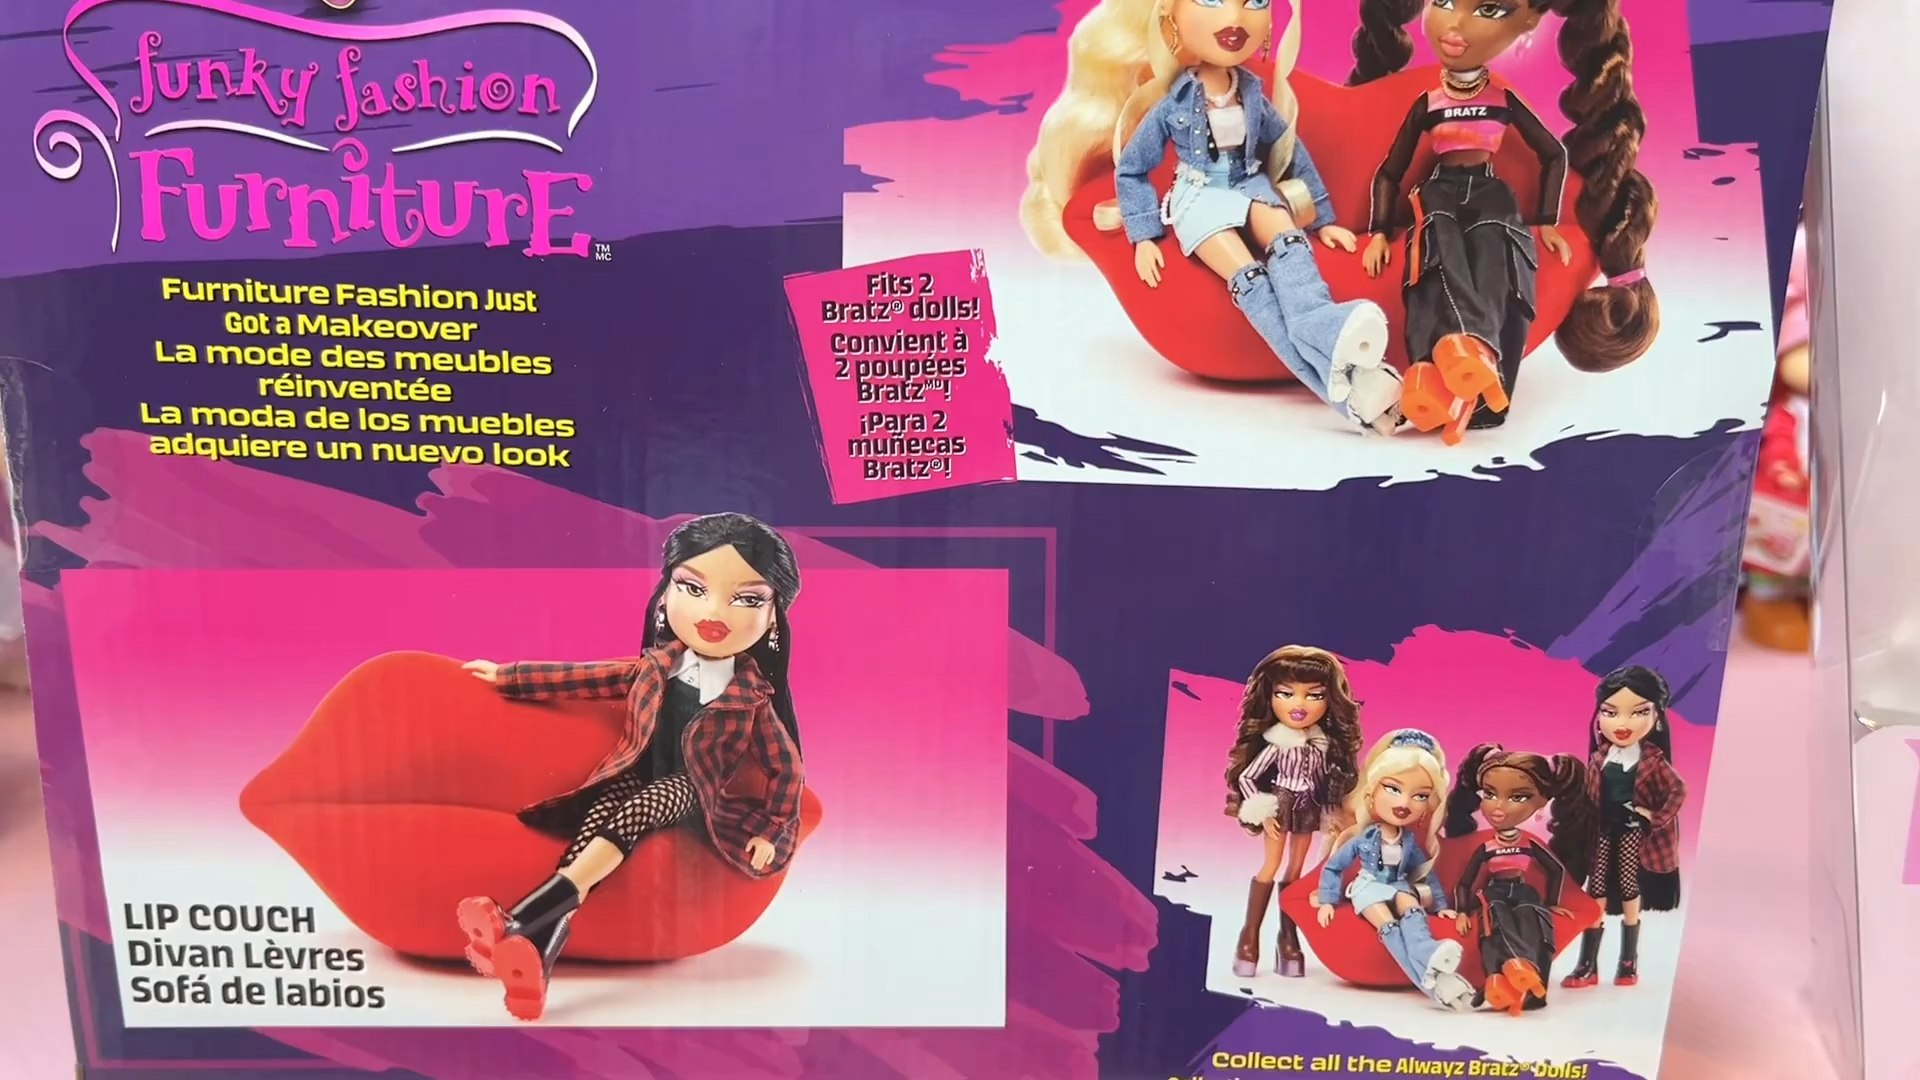 funky fashion
Furniture
TM
MC
Furniture Fashion Just
Got a Makeover
La mode des meubles
réinventée
La moda de los muebles
adquiere un nuevo look
Fits 2
Bratz® dolls!
Convient à
2 poupées
Bratz MD!
¡Para 2
muñecas
Bratz®!
BRATZ
LIP COUCH
Divan Lèvres
Sofá de labios
BRATZ
Collect all the Alwayz Bratz® Dolls!